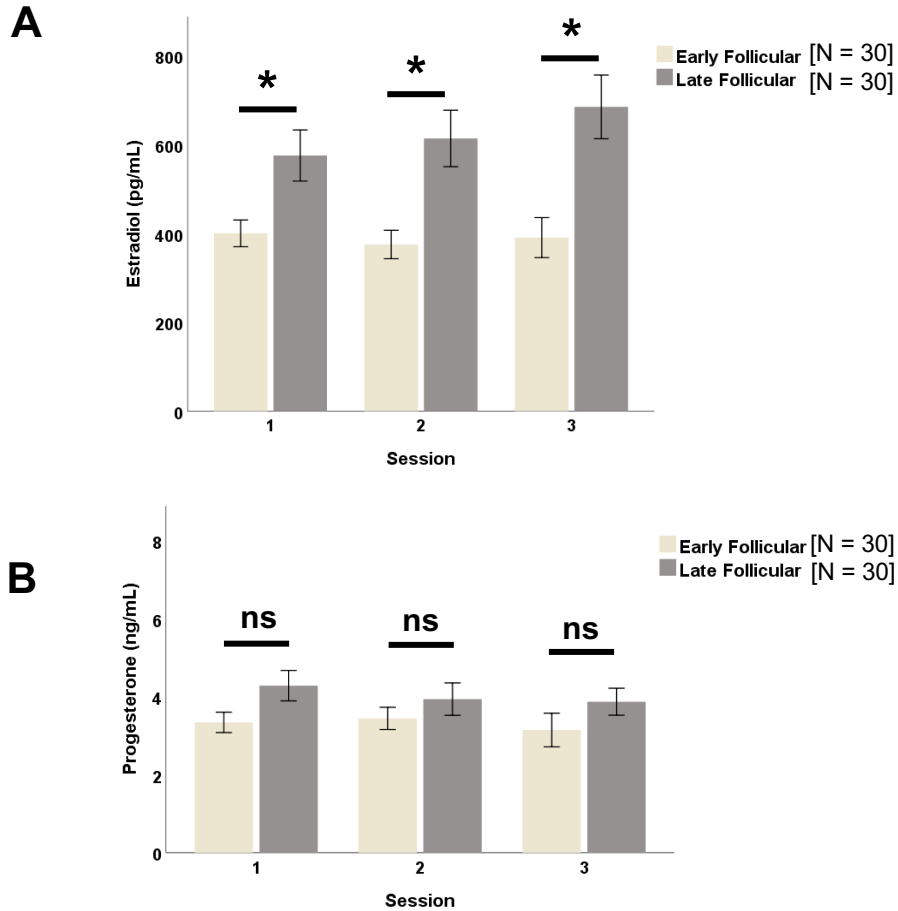 A
Estradiol (pg/mL)
800
600
400
200
0
*
*
*
Early Follicular [N = 30]
Late Follicular [N = 30]
1
2
3
Session
B
Progesterone (ng/mL)
8
6
4
2
0
ns
ns
ns
Early Follicular [N = 30]
Late Follicular [N = 30]
1
2
3
Session